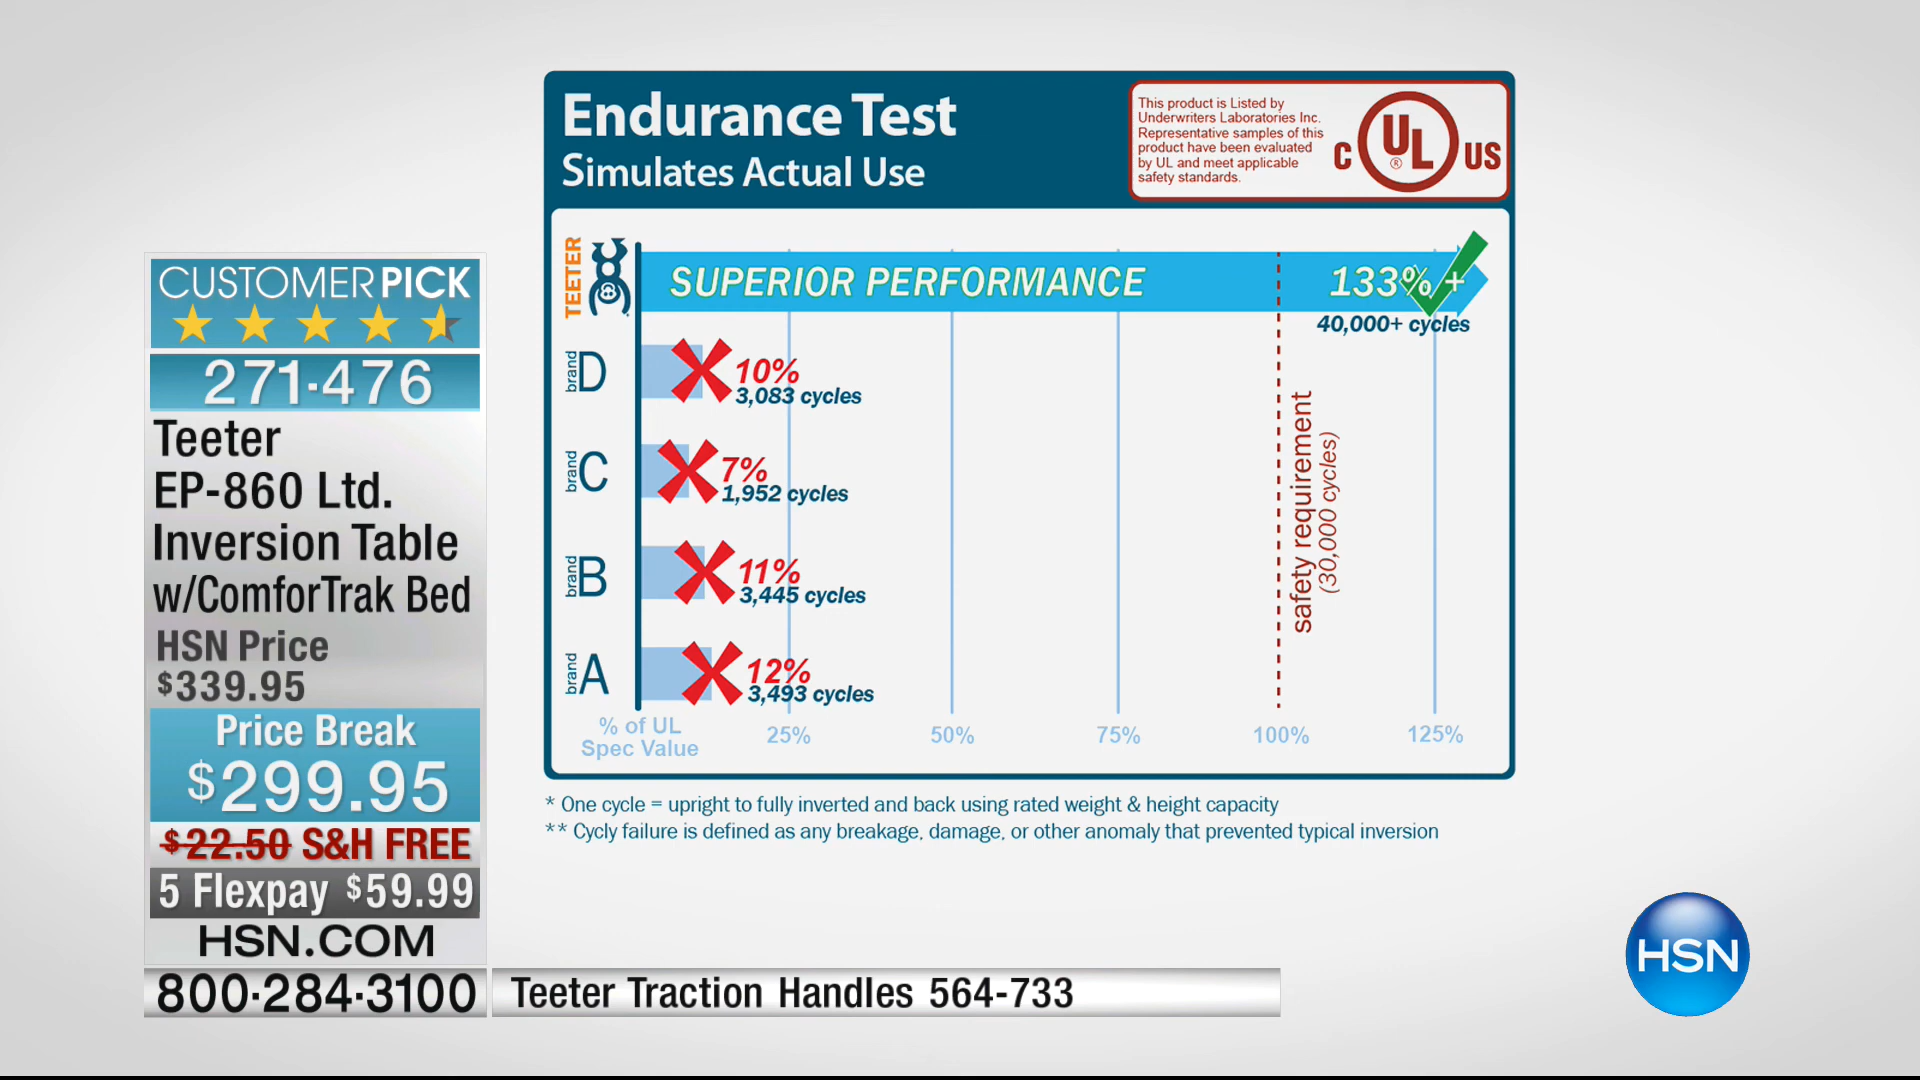 CUSTOMER PICK
271·476
Teeter
EP-860 Ltd.
Inversion Table
w/ComforTrak Bed
HSN Price
$339.95
Price Break
$299.95
$22.50 S&H FREE
5 Flexpay $59.99
HSN.COM
800·284·3100
Endurance Test
Simulates Actual Use
This product is Listed by
Underwriters Laboratories Inc.
Representative samples of this
product have been evaluated
by UL and meet applicable
safety standards.
C UL ® US
TEETER
SUPERIOR PERFORMANCE
133% +
40,000+ cycles
brand D
10%
3,083 cycles
brand C
7%
1,952 cycles
brand B
11%
3,445 cycles
brand A
12%
3,493 cycles
safety requirement
(30,000 cycles)
% of UL
Spec Value
25%
50%
75%
100%
125%
* One cycle = upright to fully inverted and back using rated weight & height capacity
** Cycly failure is defined as any breakage, damage, or other anomaly that prevented typical inversion
Teeter Traction Handles 564-733
HSN